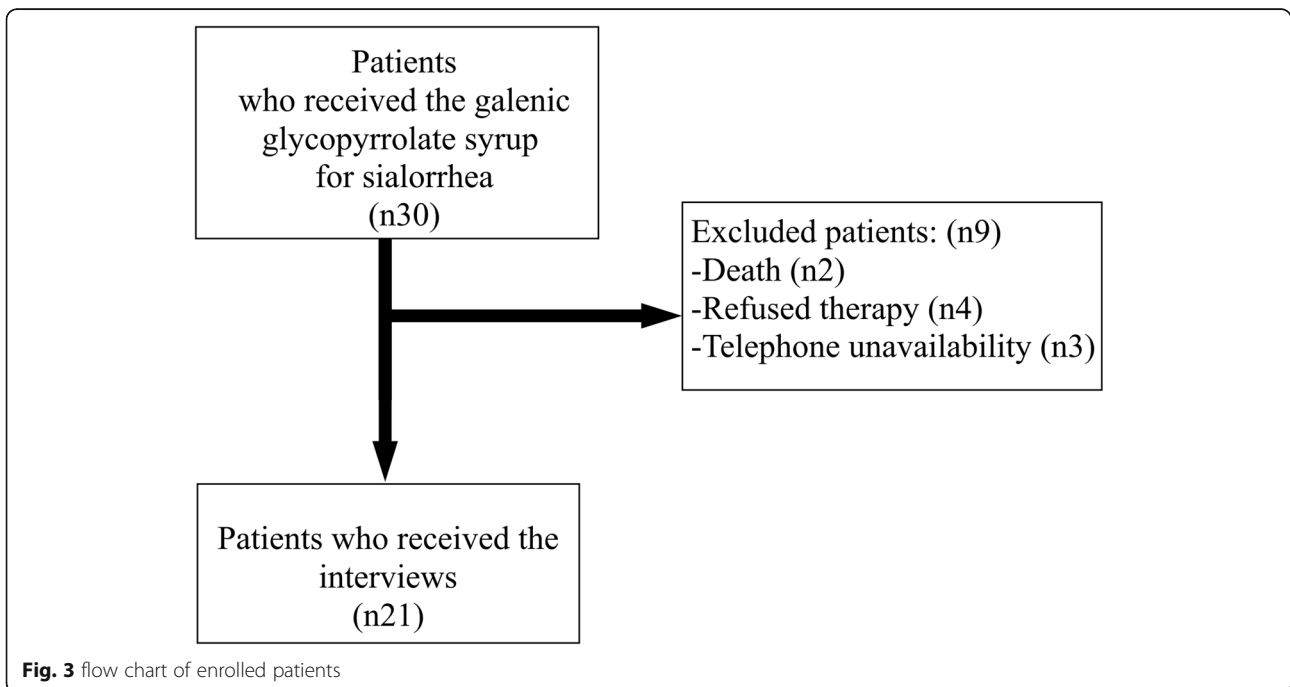 Patients
who received the galenic
glycopyrrolate syrup
for sialorrhea
(n30)
Excluded patients: (n9)
-Death (n2)
-Refused therapy (n4)
-Telephone unavailability (n3)
Patients who received the
interviews
(n21)
Fig. 3 flow chart of enrolled patients